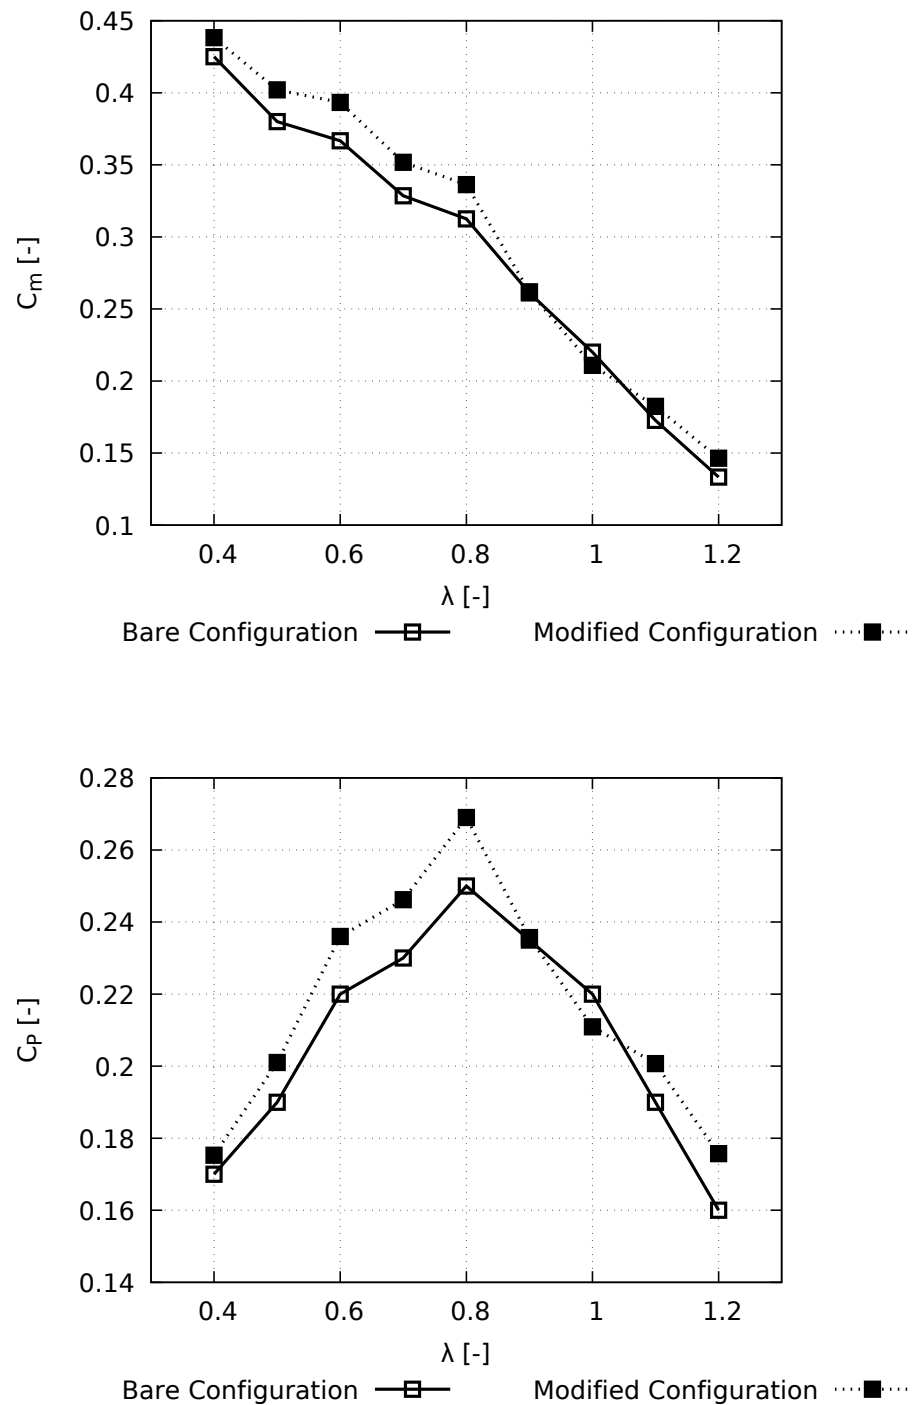 0.45
0.4
0.35
0.3
0.25
0.2
0.15
0.1
Cm [-]
0.4 0.6 0.8 1 1.2
λ [-]
Bare Configuration Modified Configuration
0.28
0.26
0.24
0.22
0.2
0.18
0.16
0.14
CP [-]
0.4 0.6 0.8 1 1.2
λ [-]
Bare Configuration Modified Configuration